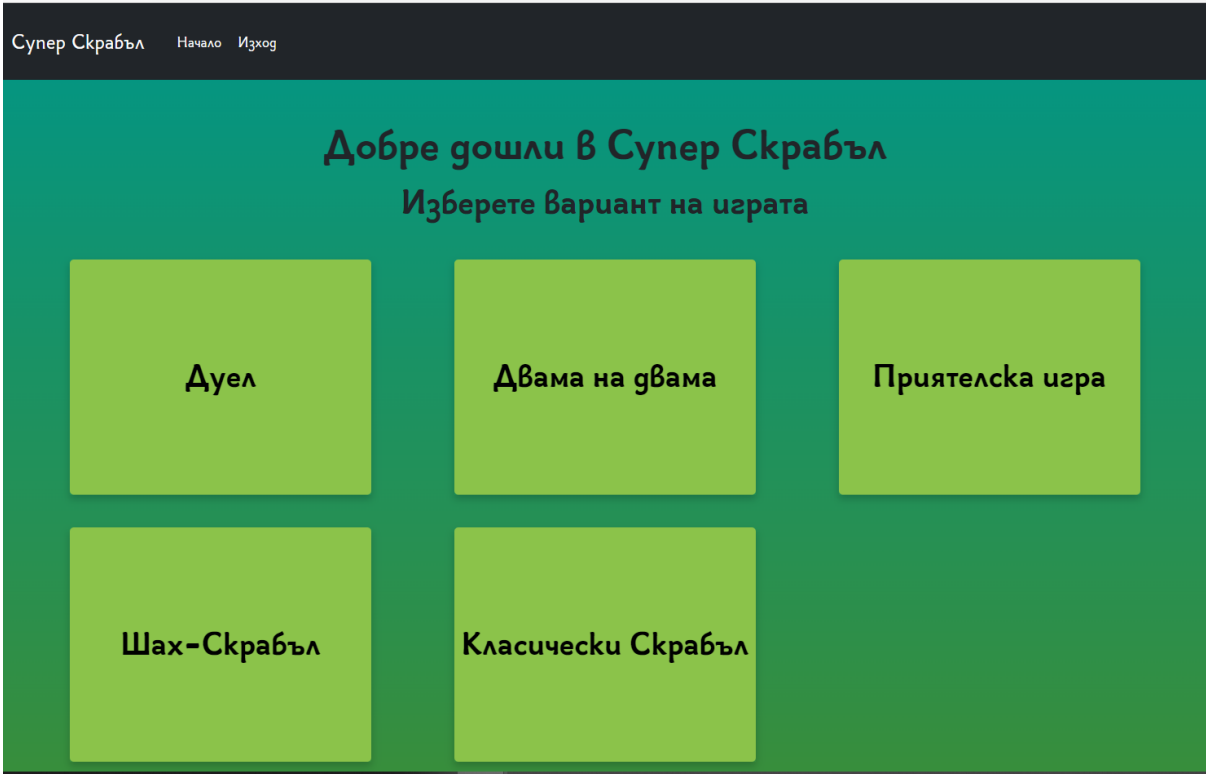 Супер Скрабъл Начало Изход
Добре дошли в Супер Скрабъл
Изберете вариант на играта
Дуел
Двама на двама
Приятелска игра
Шах-Скрабъл
Класически Скрабъл